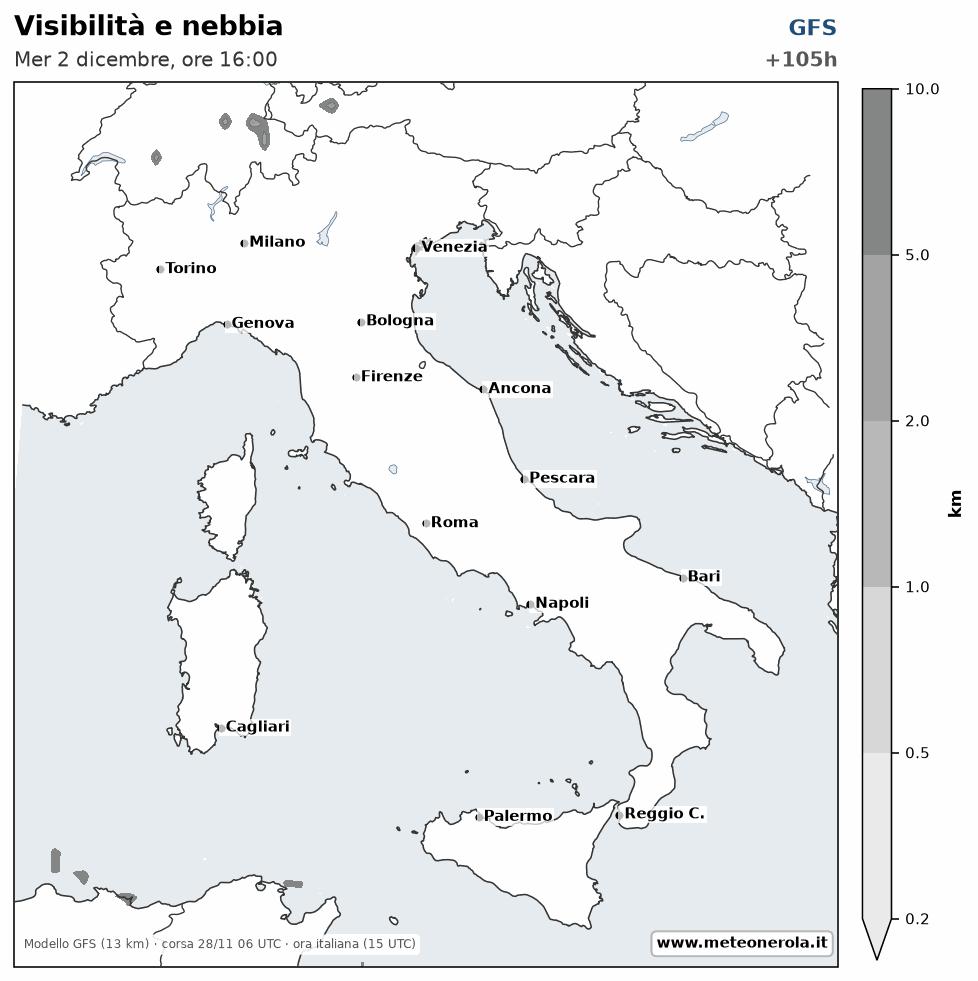 Visibilità e nebbia
GFS
Mer 2 dicembre, ore 16:00
+105h
10.0
5.0
2.0
1.0
0.5
0.2
km
Milano
Venezia
Torino
Genova
Bologna
Firenze
Ancona
Pescara
Roma
Bari
Napoli
Cagliari
Palermo
Reggio C.
Modello GFS (13 km) · corsa 28/11 06 UTC · ora italiana (15 UTC)
www.meteonerola.it